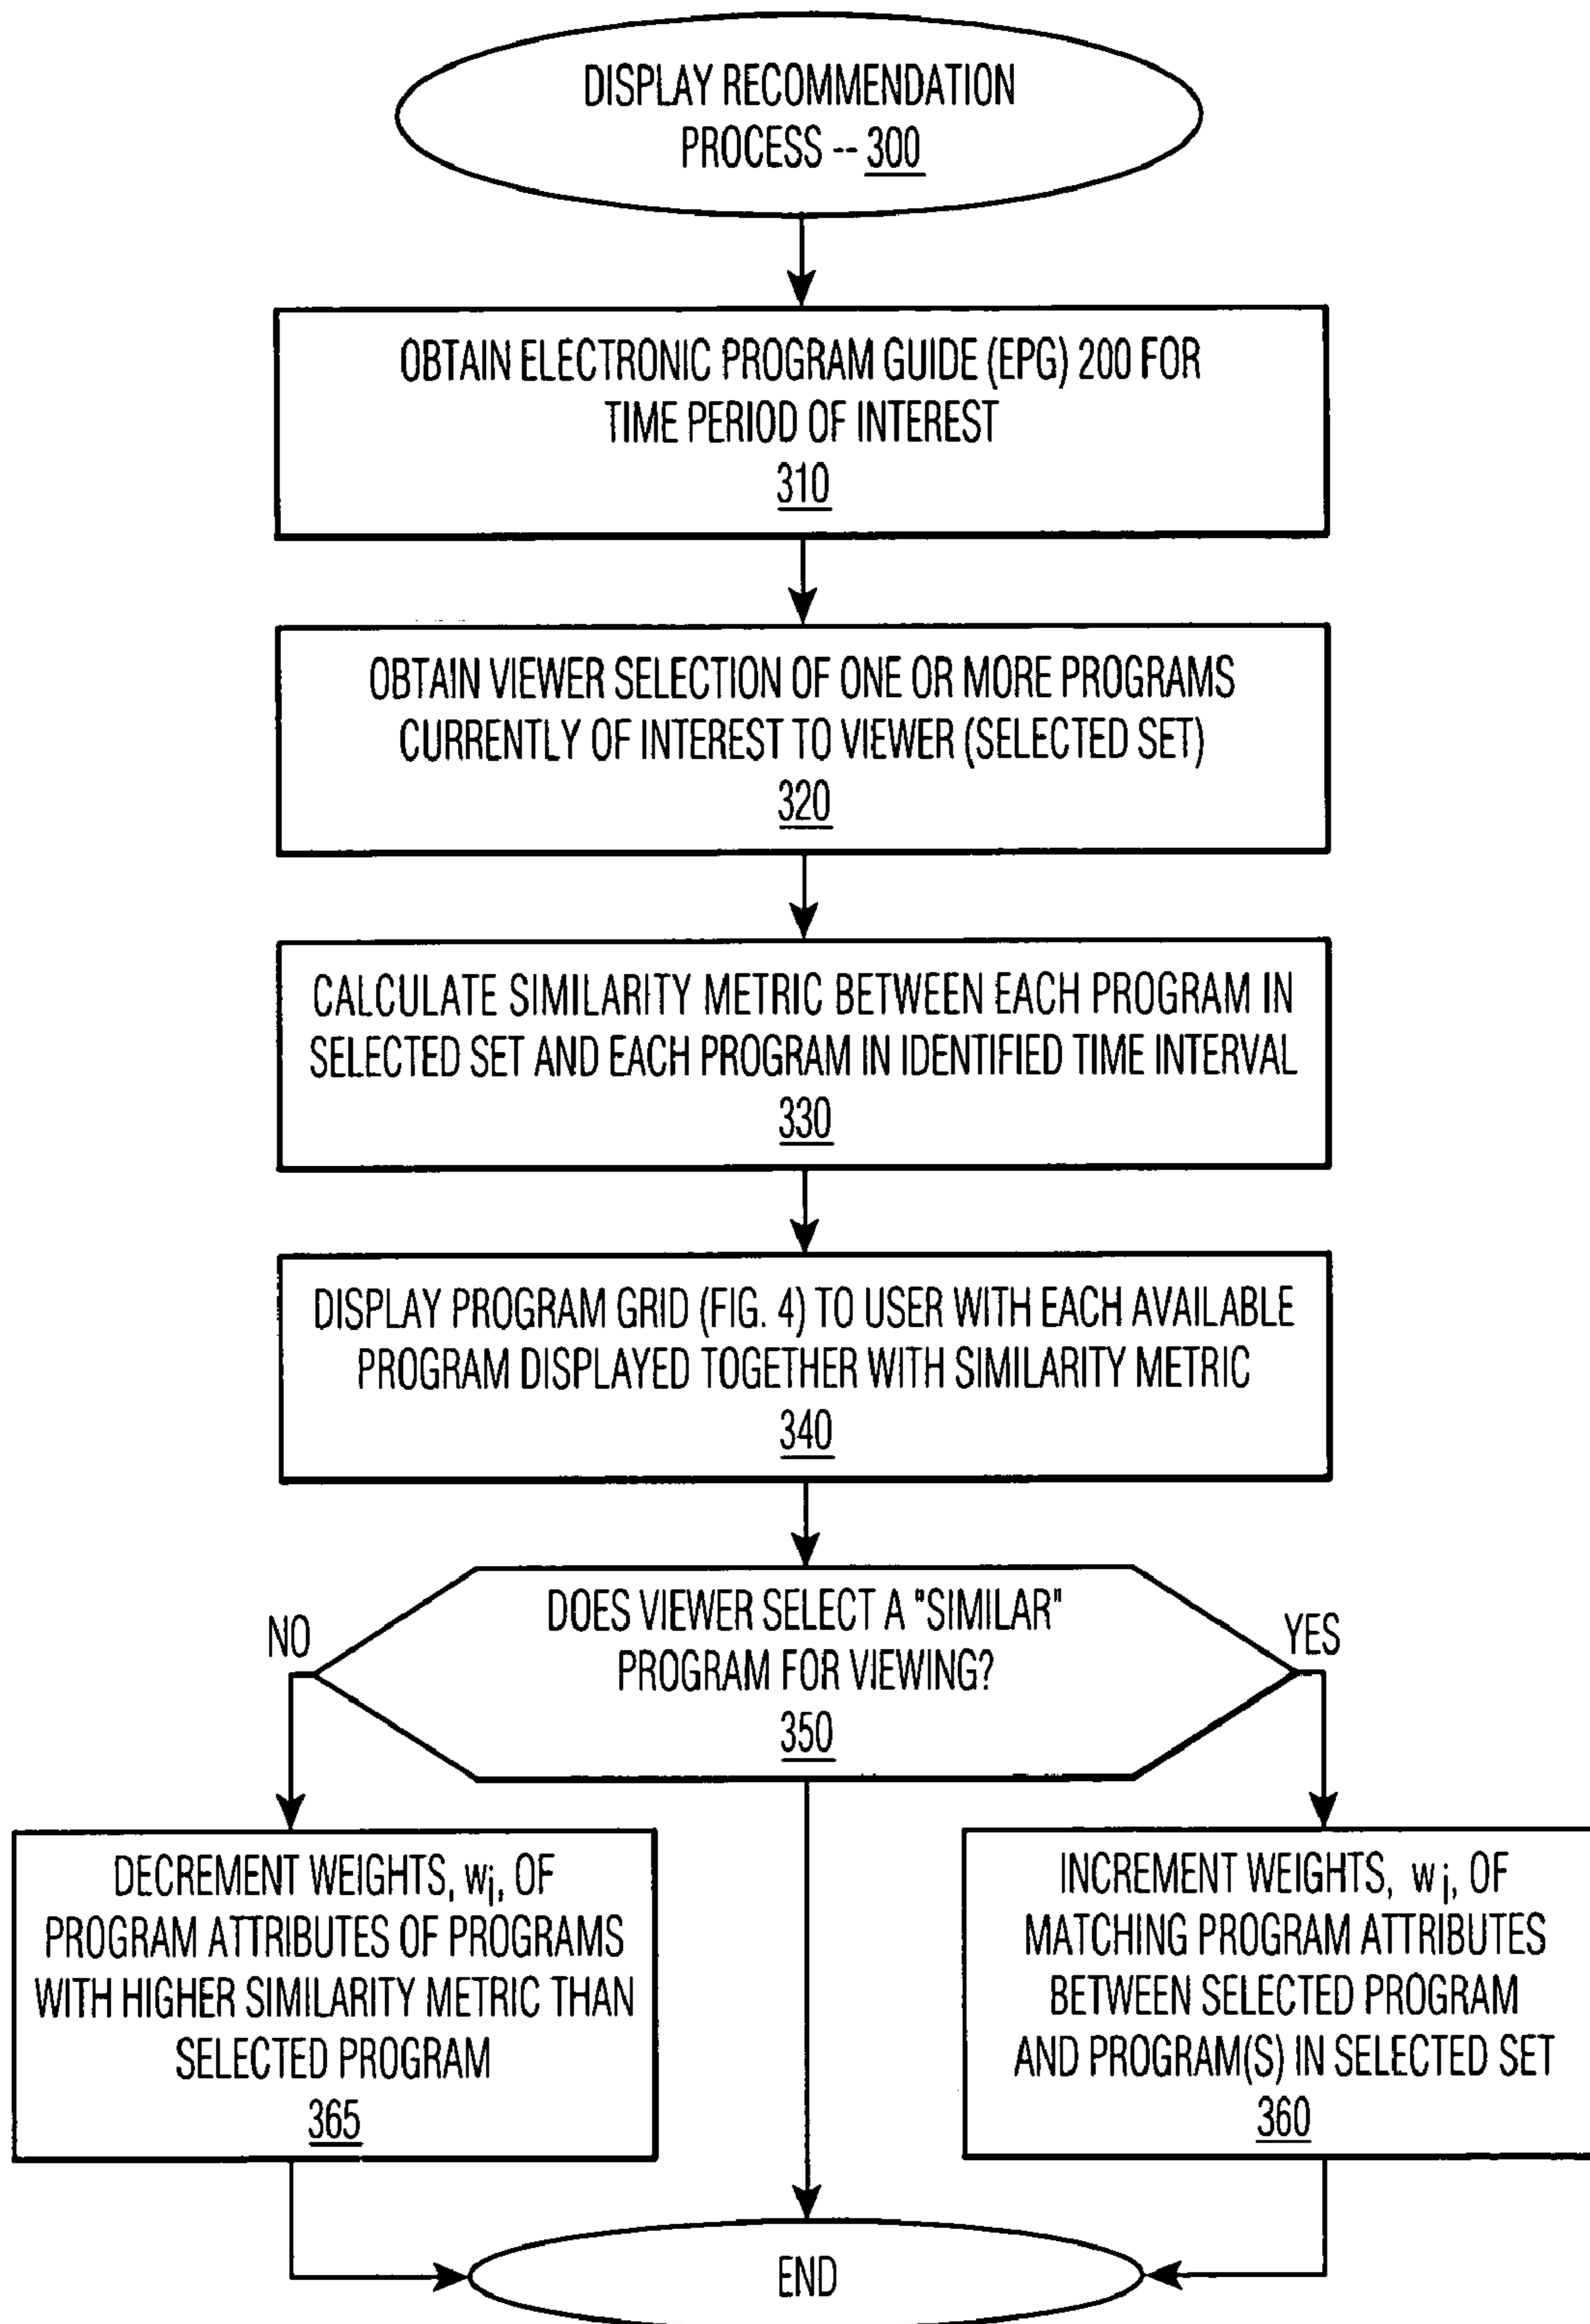 DISPLAY RECOMMENDATION
PROCESS -- 300
OBTAIN ELECTRONIC PROGRAM GUIDE (EPG) 200 FOR
TIME PERIOD OF INTEREST
310
OBTAIN VIEWER SELECTION OF ONE OR MORE PROGRAMS
CURRENTLY OF INTEREST TO VIEWER (SELECTED SET)
320
CALCULATE SIMILARITY METRIC BETWEEN EACH PROGRAM IN
SELECTED SET AND EACH PROGRAM IN IDENTIFIED TIME INTERVAL
330
DISPLAY PROGRAM GRID (FIG. 4) TO USER WITH EACH AVAILABLE
PROGRAM DISPLAYED TOGETHER WITH SIMILARITY METRIC
340
DOES VIEWER SELECT A "SIMILAR"
PROGRAM FOR VIEWING?
350
NO
YES
DECREMENT WEIGHTS, wj, OF
PROGRAM ATTRIBUTES OF PROGRAMS
WITH HIGHER SIMILARITY METRIC THAN
SELECTED PROGRAM
365
INCREMENT WEIGHTS, wj, OF
MATCHING PROGRAM ATTRIBUTES
BETWEEN SELECTED PROGRAM
AND PROGRAM(S) IN SELECTED SET
360
END